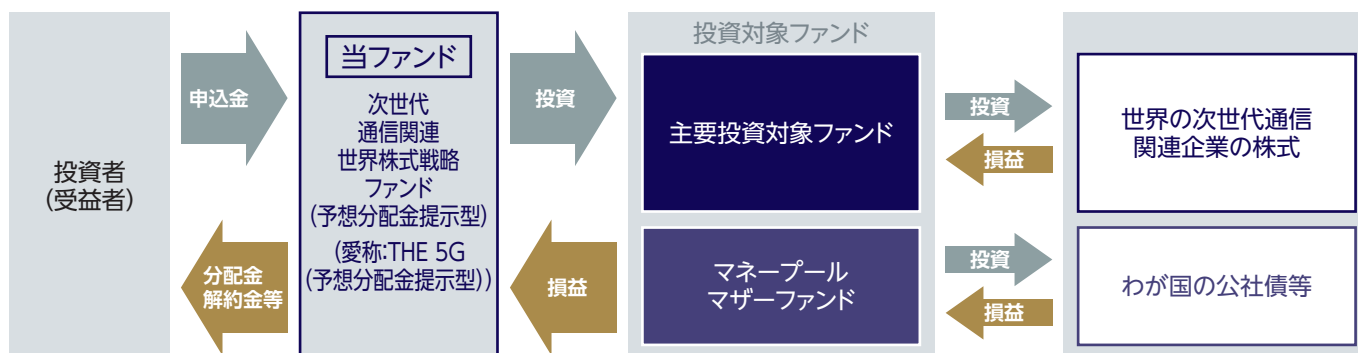 投資者
(受益者)
申込金
分配金
解約金等
当ファンド
次世代
通信関連
世界株式戦略
ファンド
(予想分配金提示型)
(愛称:THE 5G
(予想分配金提示型))
投資
損益
投資対象ファンド
主要投資対象ファンド
マネープール
マザーファンド
投資
損益
投資
損益
世界の次世代通信
関連企業の株式
わが国の公社債等